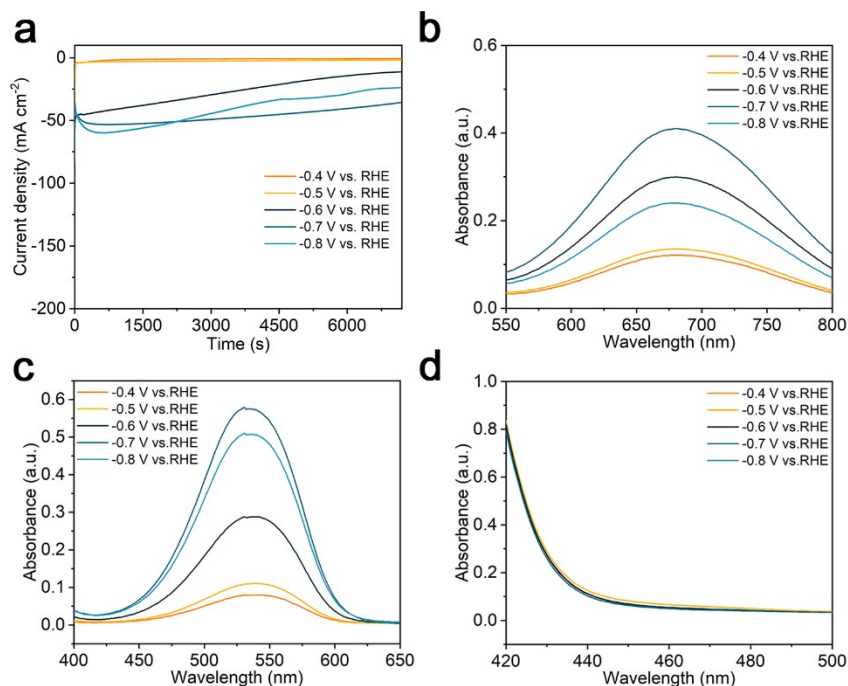 a
0
-50
-100
-150
-200
Current density (mA cm⁻²)
-0.4 V vs. RHE
-0.5 V vs. RHE
-0.6 V vs. RHE
-0.7 V vs. RHE
-0.8 V vs. RHE
0 1500 3000 4500 6000
Time (s)
b
0.6
0.4
0.2
0.0
Absorbance (a.u.)
-0.4 V vs.RHE
-0.5 V vs.RHE
-0.6 V vs.RHE
-0.7 V vs.RHE
-0.8 V vs.RHE
550 600 650 700 750 800
Wavelength (nm)
c
0.6
0.5
0.4
0.3
0.2
0.1
0.0
Absorbance (a.u.)
-0.4 V vs.RHE
-0.5 V vs.RHE
-0.6 V vs.RHE
-0.7 V vs.RHE
-0.8 V vs.RHE
400 450 500 550 600 650
Wavelength (nm)
d
1.0
0.8
0.6
0.4
0.2
0.0
Absorbance (a.u.)
-0.4 V vs.RHE
-0.5 V vs.RHE
-0.6 V vs.RHE
-0.7 V vs.RHE
-0.8 V vs.RHE
420 440 460 480 500
Wavelength (nm)